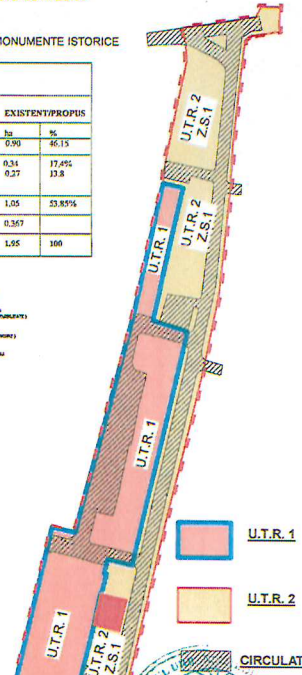 MONUMENTE ISTORICE
EXISTENT/PROPUS
ha %
0,90 46,15
0,34 17,4%
0,27 13,8
1,05 53,85%
0,367
1,95 100
U.T.R. 2
Z.S.1
U.T.R. 2
Z.S.1
U.T.R. 1
U.T.R. 1
U.T.R. 1
U.T.R. 2
Z.S.1
U.T.R. 1
U.T.R. 2
CIRCULAT